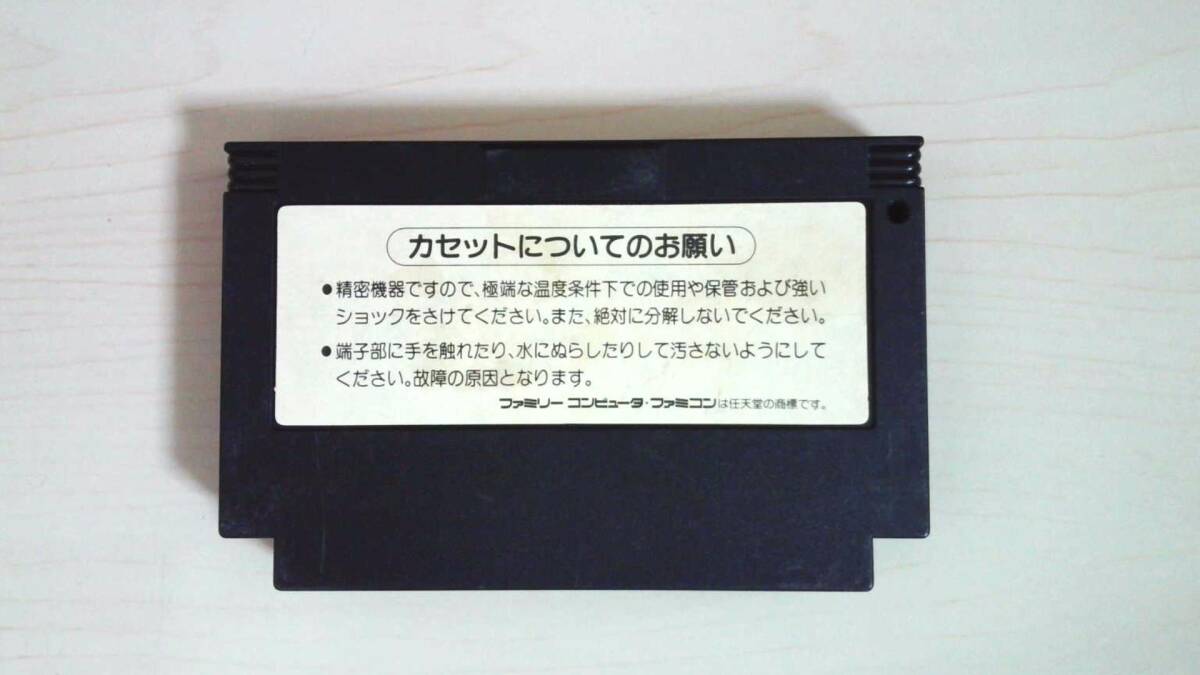 カセットについてのお願い
●精密機器ですので、極端な温度条件下での使用や保管および強い
ショックをさけてください。また、絶対に分解しないでください。
●端子部に手を触れたり、水にぬらしたりして汚さないようにして
ください。故障の原因となります。
ファミリー コンピュータ・ファミコンは任天堂の商標です。